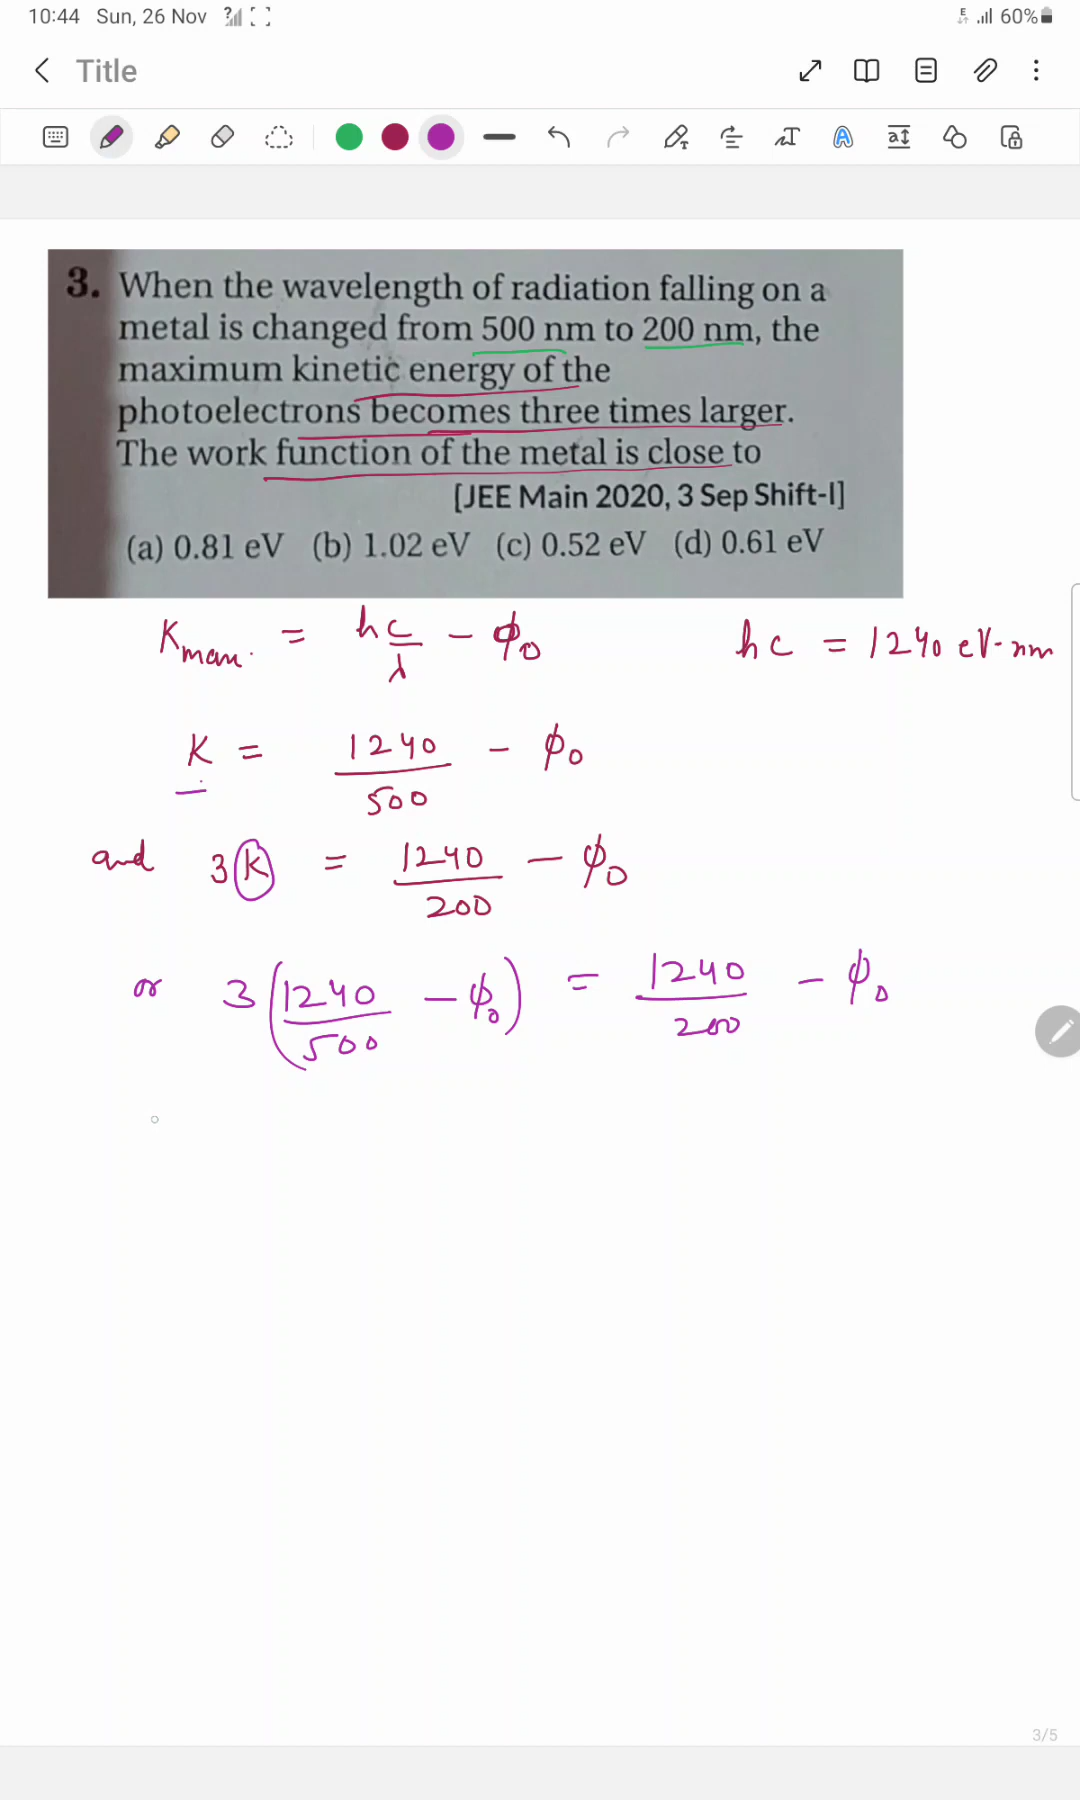 10:44 Sun, 26 Nov 60%
Title
3. When the wavelength of radiation falling on a
metal is changed from 500 nm to 200 nm, the
maximum kinetic energy of the
photoelectrons becomes three times larger.
The work function of the metal is close to
[JEE Main 2020, 3 Sep Shift-I]
(a) 0.81 eV (b) 1.02 eV (c) 0.52 eV (d) 0.61 eV
Kmax. = hc/λ - ϕ0 hc = 1240 eV-nm
K = 1240/500 - ϕ0
and 3K = 1240/200 - ϕ0
or 3(1240/500 - ϕ0) = 1240/200 - ϕ0
3/5